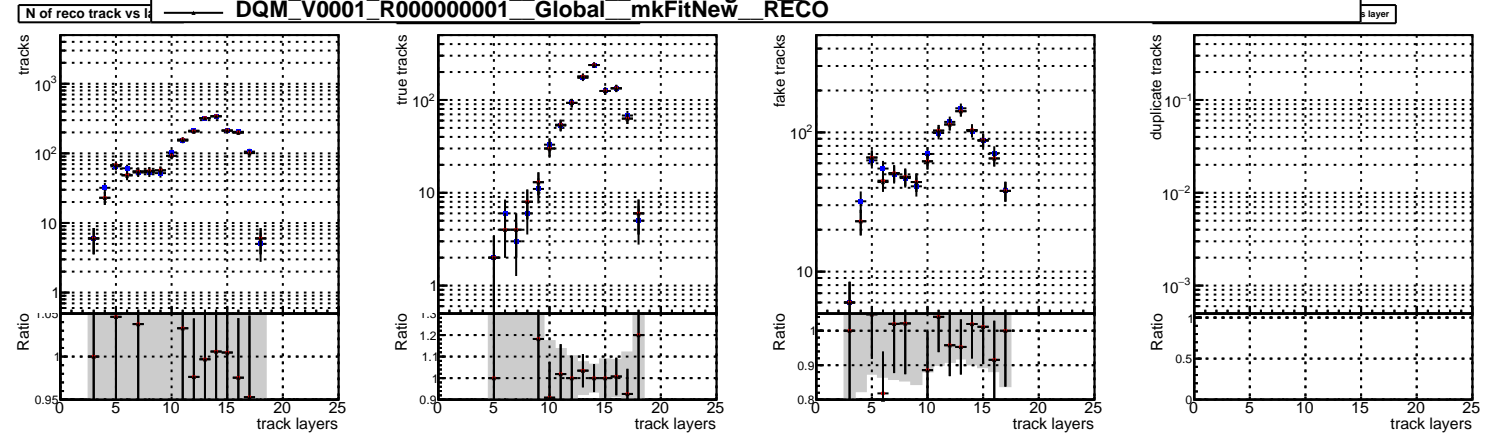 DQM_V0001_R000000001__Global__mkFitNew__RECO
N of reco track vs la
s layer
tracks
10³
10²
10
1
Ratio
1.05
1
0.95
0 5 10 15 20 25
track layers
true tracks
10²
10
1
Ratio
1.3
1.2
1.1
1.0
0.9
0 5 10 15 20 25
track layers
fake tracks
10²
10
Ratio
1
0.9
0.8
0 5 10 15 20 25
track layers
duplicate tracks
10⁻¹
10⁻²
10⁻³
Ratio
1
0.5
0
0 5 10 15 20 25
track layers